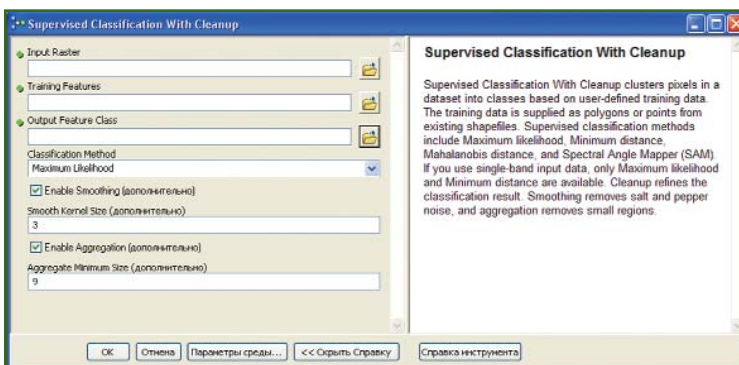 Supervised Classification With Cleanup
Input Raster
Training Features
Output Feature Class
Classification Method
Maximum Likelihood
Enable Smoothing (дополнительно)
Smooth Kernel Size (дополнительно)
3
Enable Aggregation (дополнительно)
Aggregate Minimum Size (дополнительно)
9
Supervised Classification With Cleanup
Supervised Classification With Cleanup clusters pixels in a
dataset into classes based on user-defined training data.
The training data is supplied as polygons or points from
existing shapefiles. Supervised classification methods
include Maximum likelihood, Minimum distance,
Mahalanobis distance, and Spectral Angle Mapper (SAM).
If you use single-band input data, only Maximum likelihood
and Minimum distance are available. Cleanup refines the
classification result. Smoothing removes salt and pepper
noise, and aggregation removes small regions.
OK
Отмена
Параметры среды...
<< Скрыть Справку
Справка инструмента